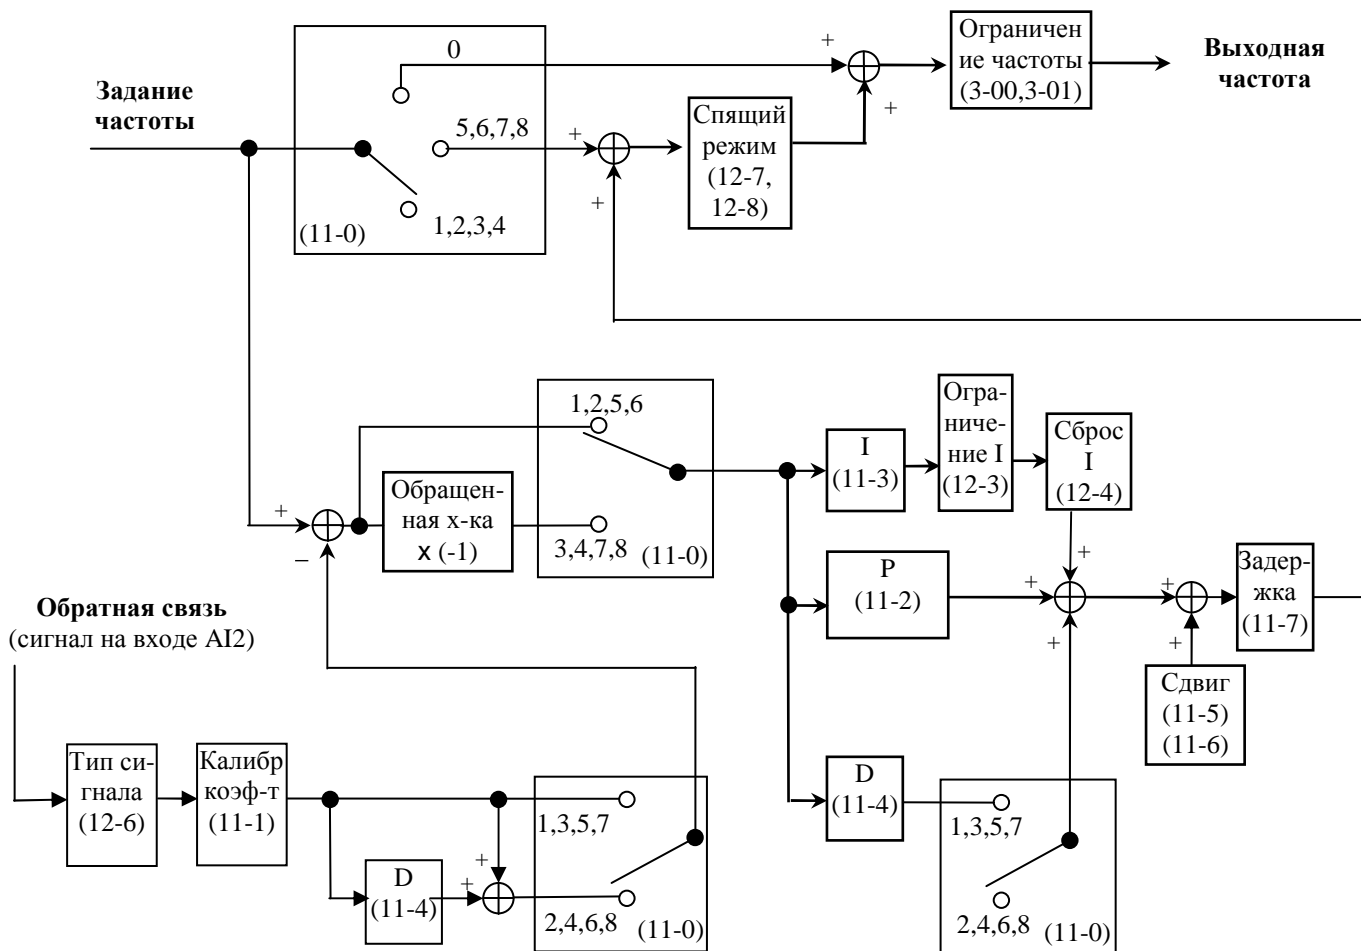 Задание
частоты
0
5,6,7,8
1,2,3,4
(11-0)
+
+
Спящий
режим
(12-7,
12-8)
+
+
Ограничен
ие частоты
(3-00,3-01)
Выходная
частота
+
−
Обращен-
ная х-ка
x (-1)
1,2,5,6
3,4,7,8
(11-0)
I
(11-3)
Огра-
ниче-
ние I
(12-3)
Сброс
I
(12-4)
P
(11-2)
+
+
+
+
+
Задер-
жка
(11-7)
Сдвиг
(11-5)
(11-6)
D
(11-4)
1,3,5,7
2,4,6,8
(11-0)
Обратная связь
(сигнал на входе AI2)
Тип си-
гнала
(12-6)
Калибр
коэф-т
(11-1)
D
(11-4)
+
+
1,3,5,7
2,4,6,8
(11-0)